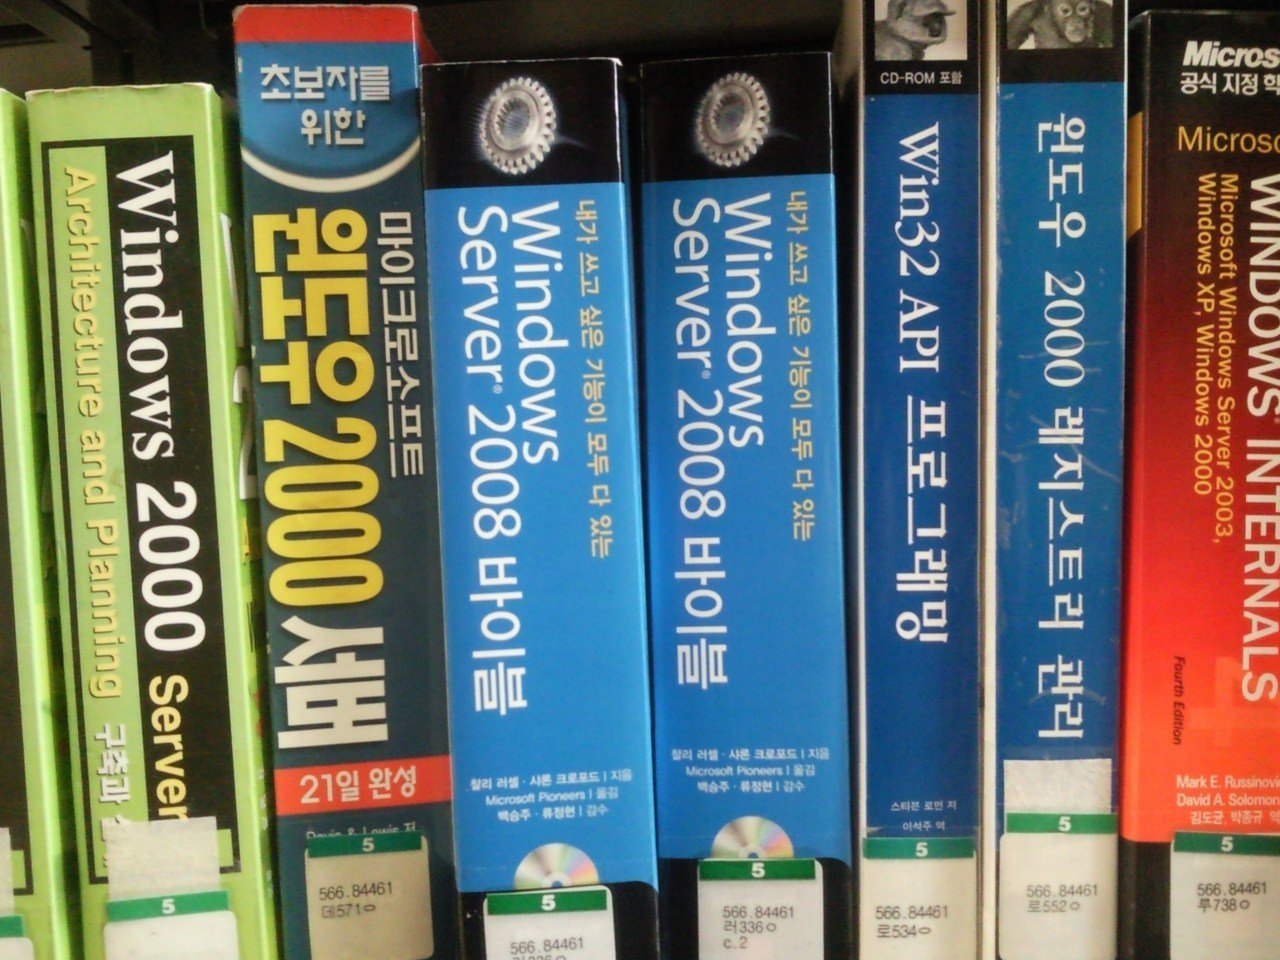 Windows 2000 Server
Architecture and Planning 구축과
5
초보자를
위한
마이크로소프트
윈도우 2000 서버
21일 완성
Davis & Lewis 저
5
566.84461
데571ㅇ
내가 쓰고 싶은 기능이 모두 다 있는
Windows
Server® 2008 바이블
찰리 러셀 · 샤론 크로포드 | 지음
Microsoft Pioneers | 옮김
백승주 · 류정현 | 감수
5
566.84461
내가 쓰고 싶은 기능이 모두 다 있는
Windows
Server® 2008 바이블
찰리 러셀 · 샤론 크로포드 | 지음
Microsoft Pioneers | 옮김
백승주 · 류정현 | 감수
5
566.84461
러336ㅇ
c.2
CD-ROM 포함
Win32 API 프로그래밍
스티븐 로먼 저
이석주 역
5
566.84461
로534ㅇ
윈도우 2000 레지스트리 관리
5
566.84461
로552ㅇ
Micros
공식 지정 학
Microso
WINDOWS INTERNALS
Microsoft Windows Server 2003,
Windows XP, Windows 2000
Fourth Edition
4
Mark E. Russinovi
David A. Solomon
김도균, 박중규 역
5
566.84461
루738ㅇ